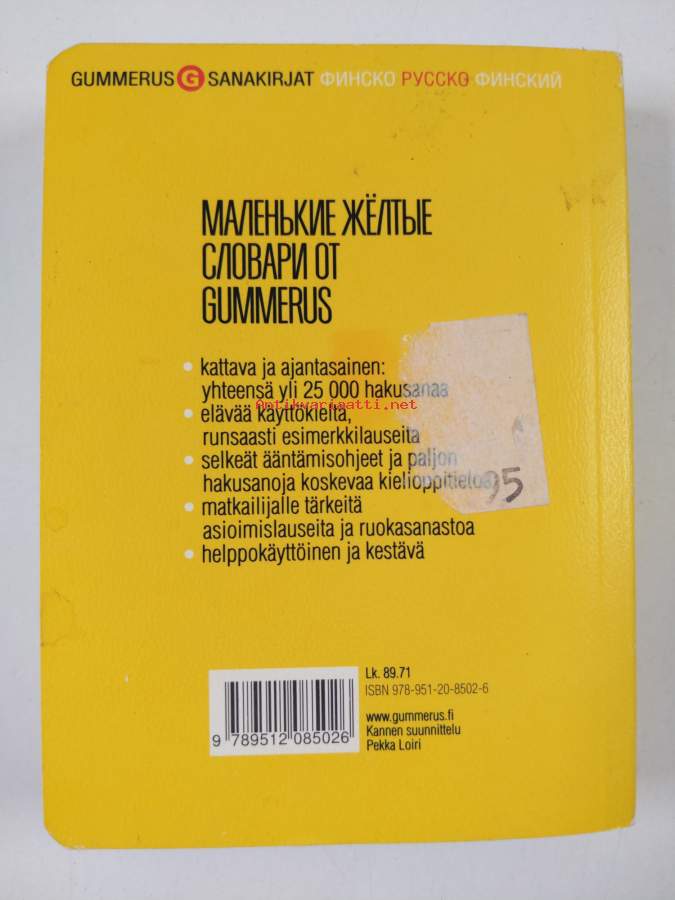 GUMMERUS G SANAKIRJAT ФИНСКО РУССКО ФИНСКИЙ
МАЛЕНЬКИЕ ЖЁЛТЫЕ
СЛОВАРИ ОТ
GUMMERUS
• kattava ja ajantasainen:
yhteensä yli 25 000 hakusanaa
Antikvariaatti.net
• elävää käyttökieltä,
runsaasti esimerkkilauseita
• selkeät ääntämisohjeet ja paljon
hakusanoja koskevaa kielioppitietoa
95
• matkailijalle tärkeitä
asioimislauseita ja ruokasanastoa
• helppokäyttöinen ja kestävä
Lk. 89.71
ISBN 978-951-20-8502-6
9 789512 085026
www.gummerus.fi
Kannen suunnittelu
Pekka Loiri